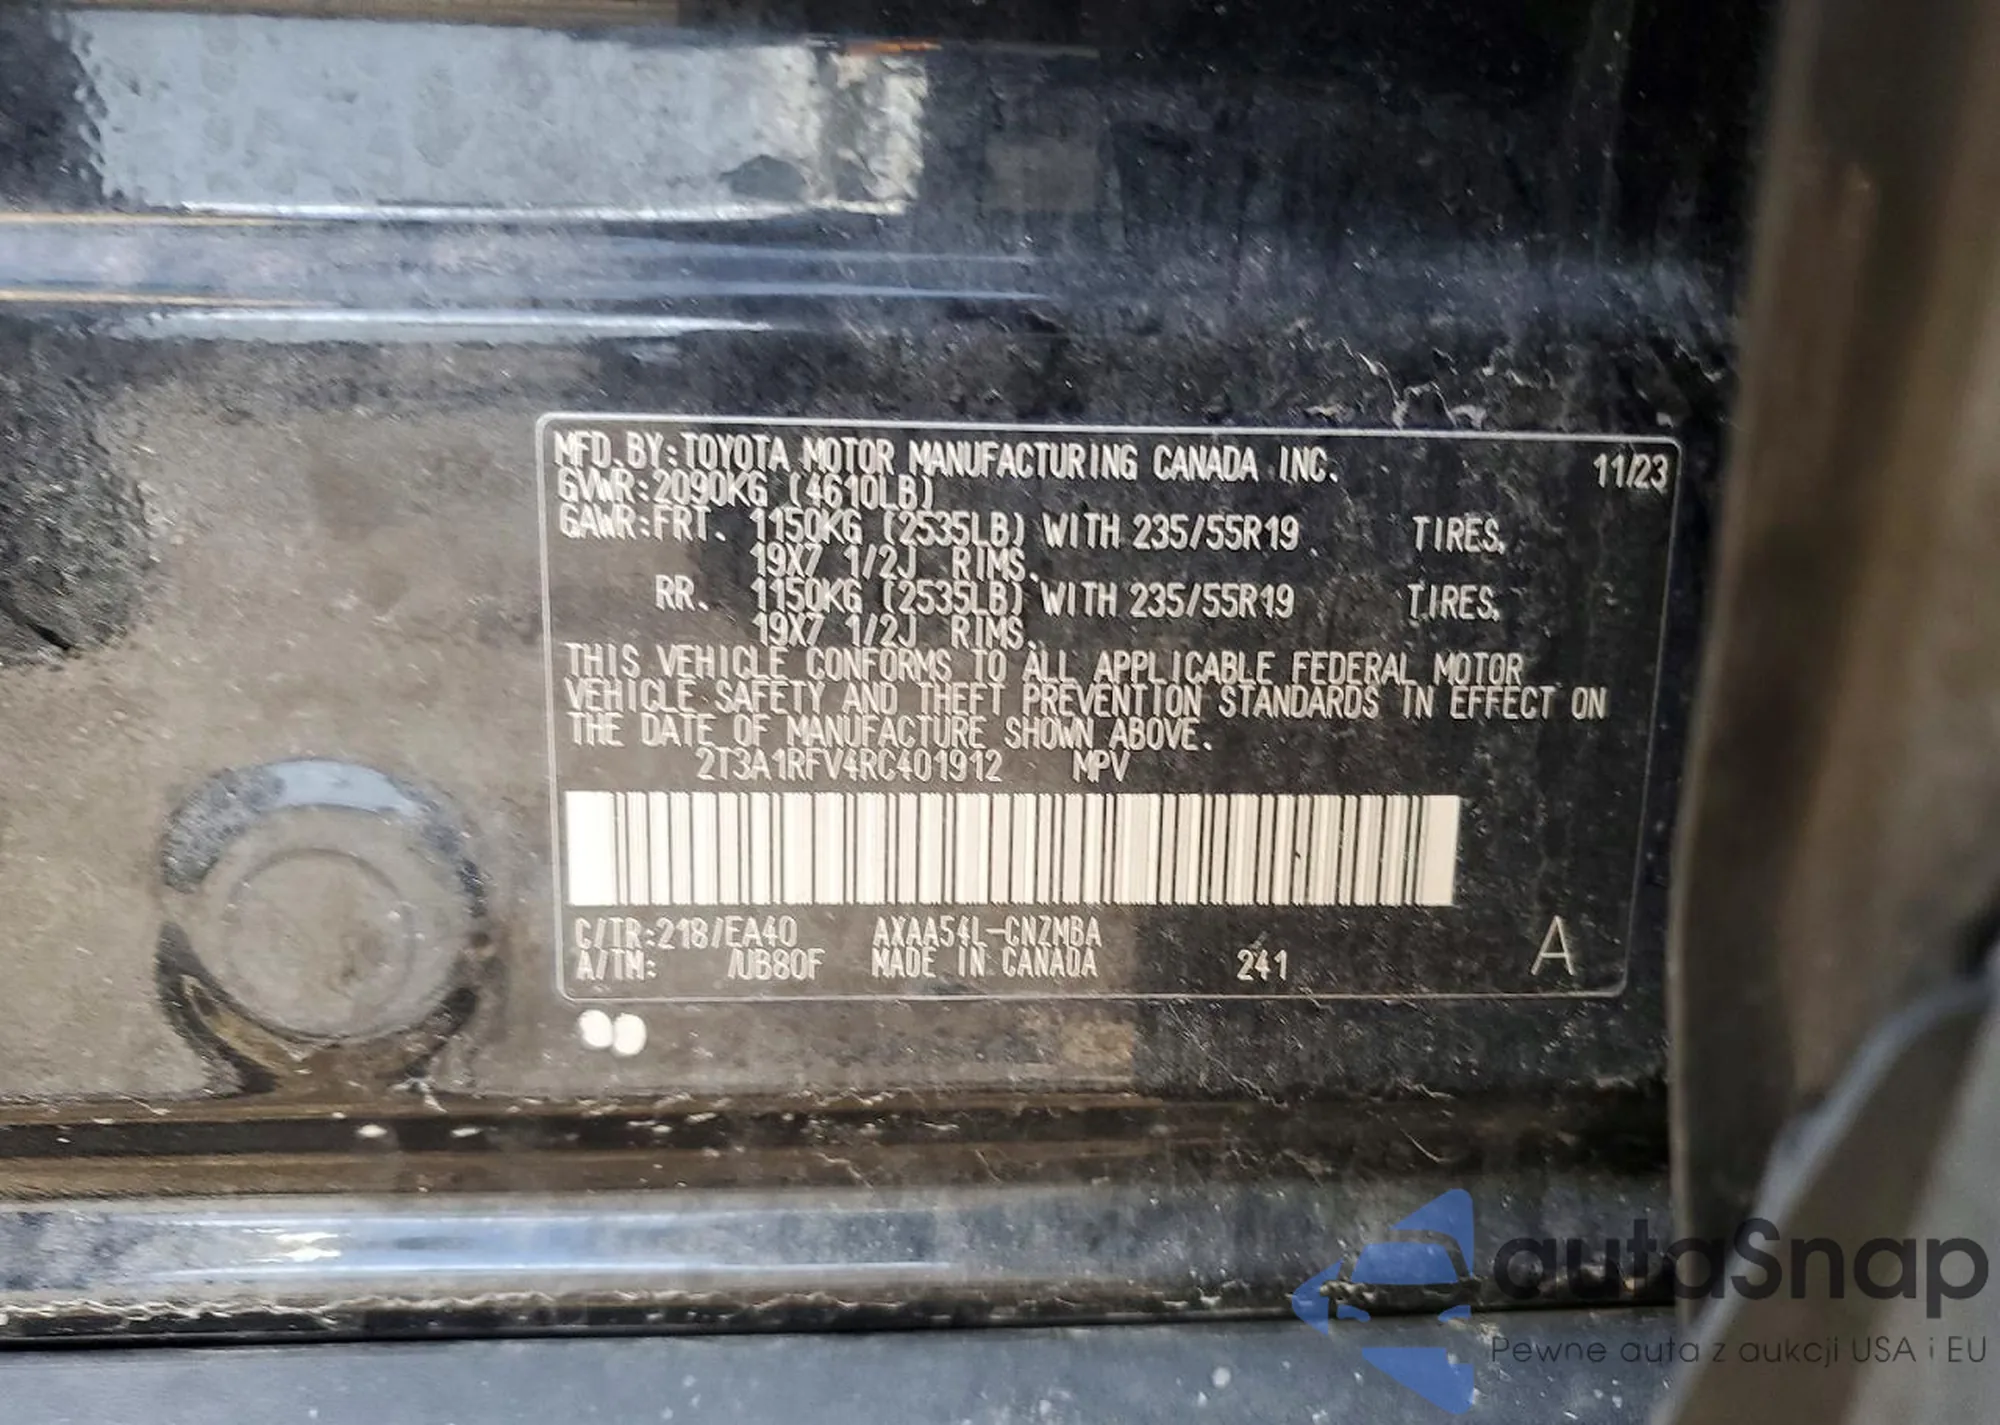 MFD. BY:TOYOTA MOTOR MANUFACTURING CANADA INC. 11/23
GVWR:2090KG (4610LB)
GAWR:FRT. 1150KG (2535LB) WITH 235/55R19 TIRES,
19X7 1/2J RIMS.
RR. 1150KG (2535LB) WITH 235/55R19 TIRES,
19X7 1/2J RIMS.
THIS VEHICLE CONFORMS TO ALL APPLICABLE FEDERAL MOTOR
VEHICLE SAFETY AND THEFT PREVENTION STANDARDS IN EFFECT ON
THE DATE OF MANUFACTURE SHOWN ABOVE.
2T3A1RFV4RC401912 MPV
C/TR:218/EA40 AXAA54L-CNZMBA
A/TM: /UB80F MADE IN CANADA 241 A
autaSnap
Pewne auta z aukcji USA i EU